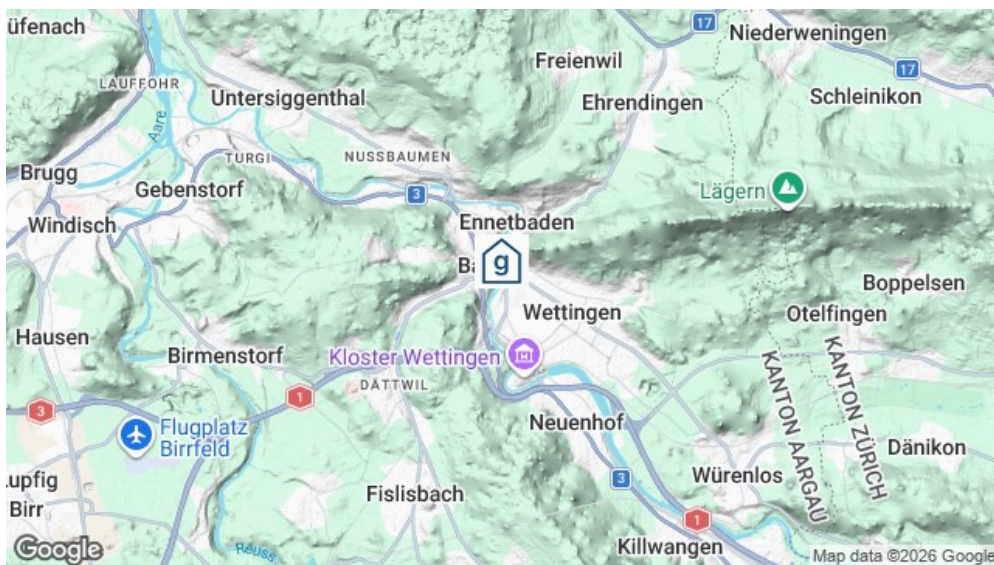 üfenach
17
Niederweningen
Freienwil
17
LAUFFOHR
Untersiggenthal
Ehrendingen
Schleinikon
Aare
TURGI
NUSSBAUMEN
Brugg
Gebenstorf
3
Lägern
Windisch
Ennetbaden
Ba
g
Boppelsen
Wettingen
Otelfingen
Hausen
Birmenstorf
Kloster Wettingen
KANTON AARGAU
KANTON ZÜRICH
DÄTTWIL
1
3
Flugplatz
Birrfeld
Neuenhof
Dänikon
Lupfig
Birr
Fislisbach
3
Würenlos
1
Reuss
Killwangen
Google
Map data ©2026 Google